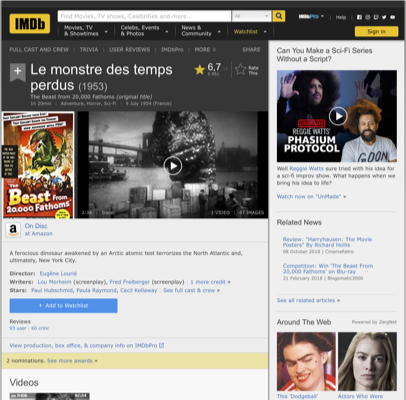 IMDb
Find Movies, TV shows, Celebrities and more...
All
IMDbPro
Help
Movies, TV
& Showtimes
Celebs, Events
& Photos
News &
Community
Watchlist
Sign in
FULL CAST AND CREW | TRIVIA | USER REVIEWS | IMDbPro | MORE
SHARE
Le monstre des temps
perdus (1953)
The Beast from 20,000 Fathoms (original title)
1h 20min | Adventure, Horror, Sci-Fi | 9 July 1954 (France)
6,7
Rate
This
The Beast from
20,000 Fathoms
2:34 Trailer
1 VIDEO 47 IMAGES
On Disc
at Amazon
A ferocious dinosaur awakened by an Arctic atomic test terrorizes the North Atlantic and,
ultimately, New York City.
Director: Eugène Lourié
Writers: Lou Morheim (screenplay), Fred Freiberger (screenplay) | 1 more credit »
Stars: Paul Hubschmid, Paula Raymond, Cecil Kellaway | See full cast & crew »
+ Add to Watchlist
Reviews
93 user | 60 critic
View production, box office, & company info on IMDbPro
2 nominations. See more awards »
Videos
Can You Make a Sci-Fi Series
Without a Script?
REGGIE WATTS'
PHASIUM
PROTOCOL
Well Reggie Watts sure tried with his idea for
a sci-fi improv show. What happens when we
bring his idea to life?
Watch now on "UnMade" »
Related News
Review: "Harryhausen: The Movie
Posters" By Richard Hollis
08 October 2018 | CinemaRetro
Competition: Win 'The Beast From
20,000 Fathoms' on Blu-ray
21 February 2018 | Blogomatic3000
See all related articles »
Around The Web
Powered by ZergNet
This 'Dodgeball'
Actors Who Were